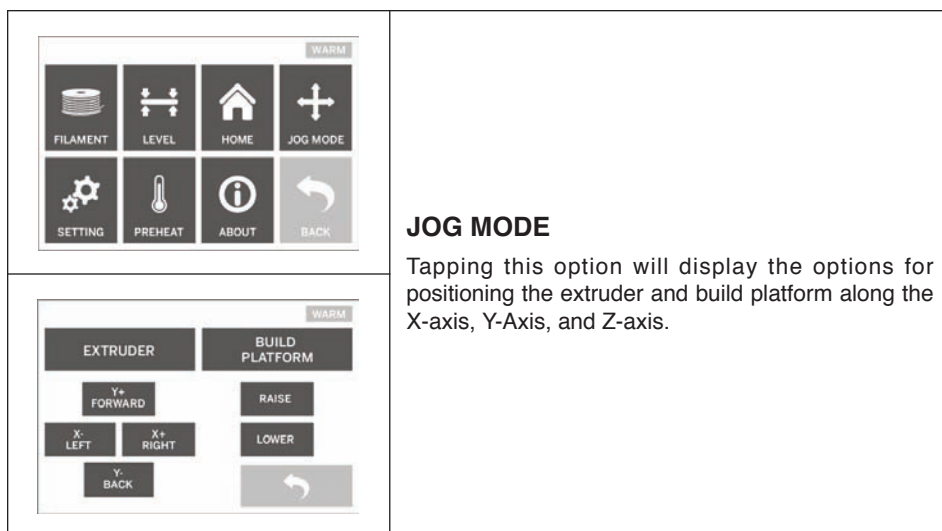 WARM
FILAMENT
LEVEL
HOME
JOG MODE
SETTING
PREHEAT
ABOUT
BACK
WARM
EXTRUDER
BUILD
PLATFORM
Y+
FORWARD
X-
LEFT
X+
RIGHT
Y-
BACK
RAISE
LOWER
JOG MODE
Tapping this option will display the options for
positioning the extruder and build platform along the
X-axis, Y-Axis, and Z-axis.